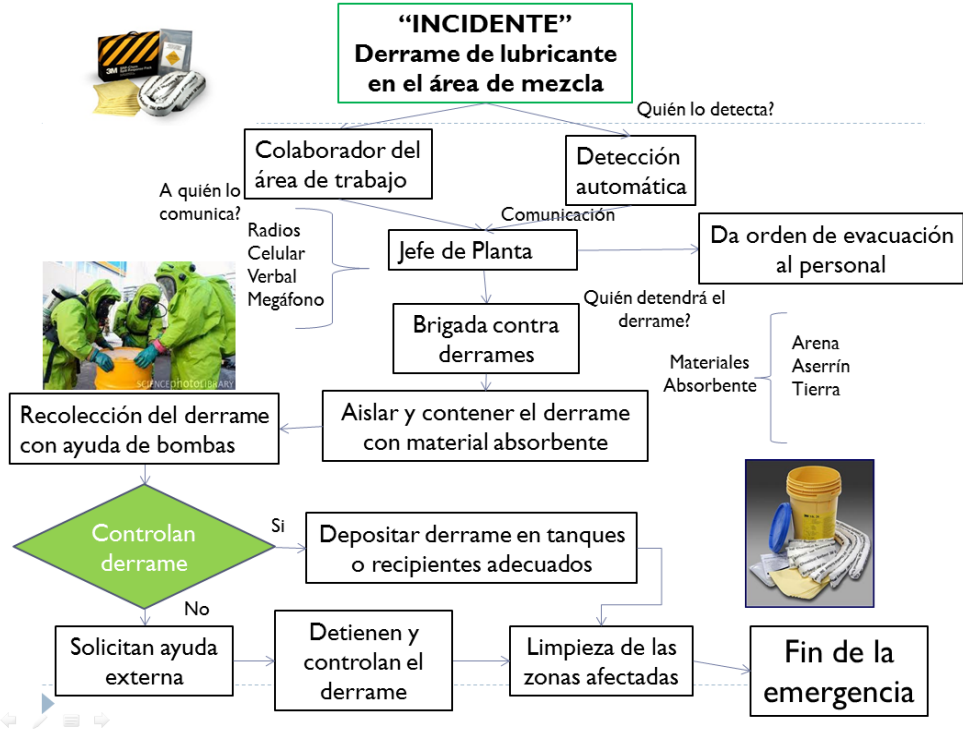 “INCIDENTE”
Derrame de lubricante
en el área de mezcla
3M
Quién lo detecta?
Colaborador del
área de trabajo
Detección
automática
A quién lo
comunica?
Comunicación
Radios
Celular
Verbal
Megáfono
Jefe de Planta
Da orden de evacuación
al personal
Quién detendrá el
derrame?
Brigada contra
derrames
Materiales
Absorbente
Arena
Aserrín
Tierra
SCIENCEPHOTOLIBRARY
Recolección del derrame
con ayuda de bombas
Aislar y contener el derrame
con material absorbente
Controlan
derrame
Si
Depositar derrame en tanques
o recipientes adecuados
No
Solicitan ayuda
externa
Detienen y
controlan el
derrame
Limpieza de las
zonas afectadas
Fin de la
emergencia